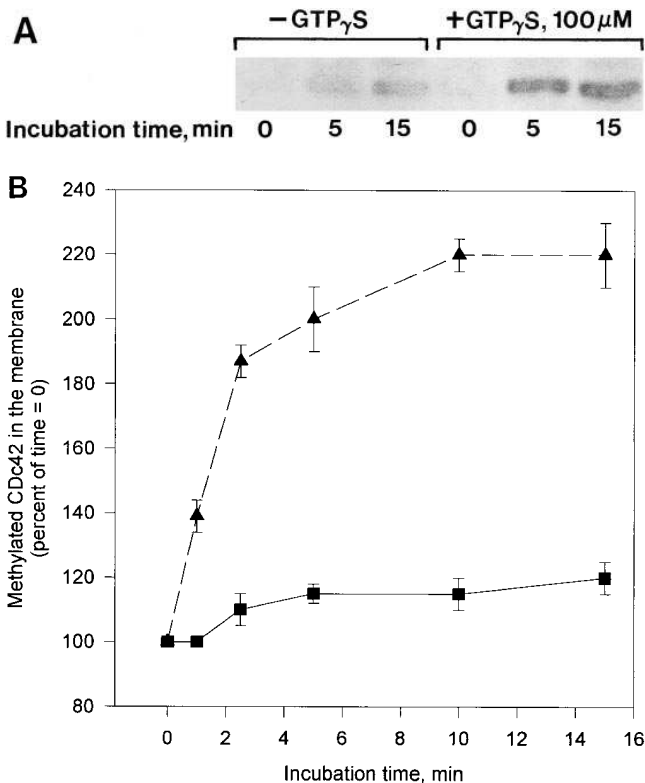 A
−GTPγS
+GTPγS, 100 μM
Incubation time, min 0 5 15 0 5 15
B
Methylated CDc42 in the membrane
(percent of time = 0)
240
220
200
180
160
140
120
100
80
0 2 4 6 8 10 12 14 16
Incubation time, min